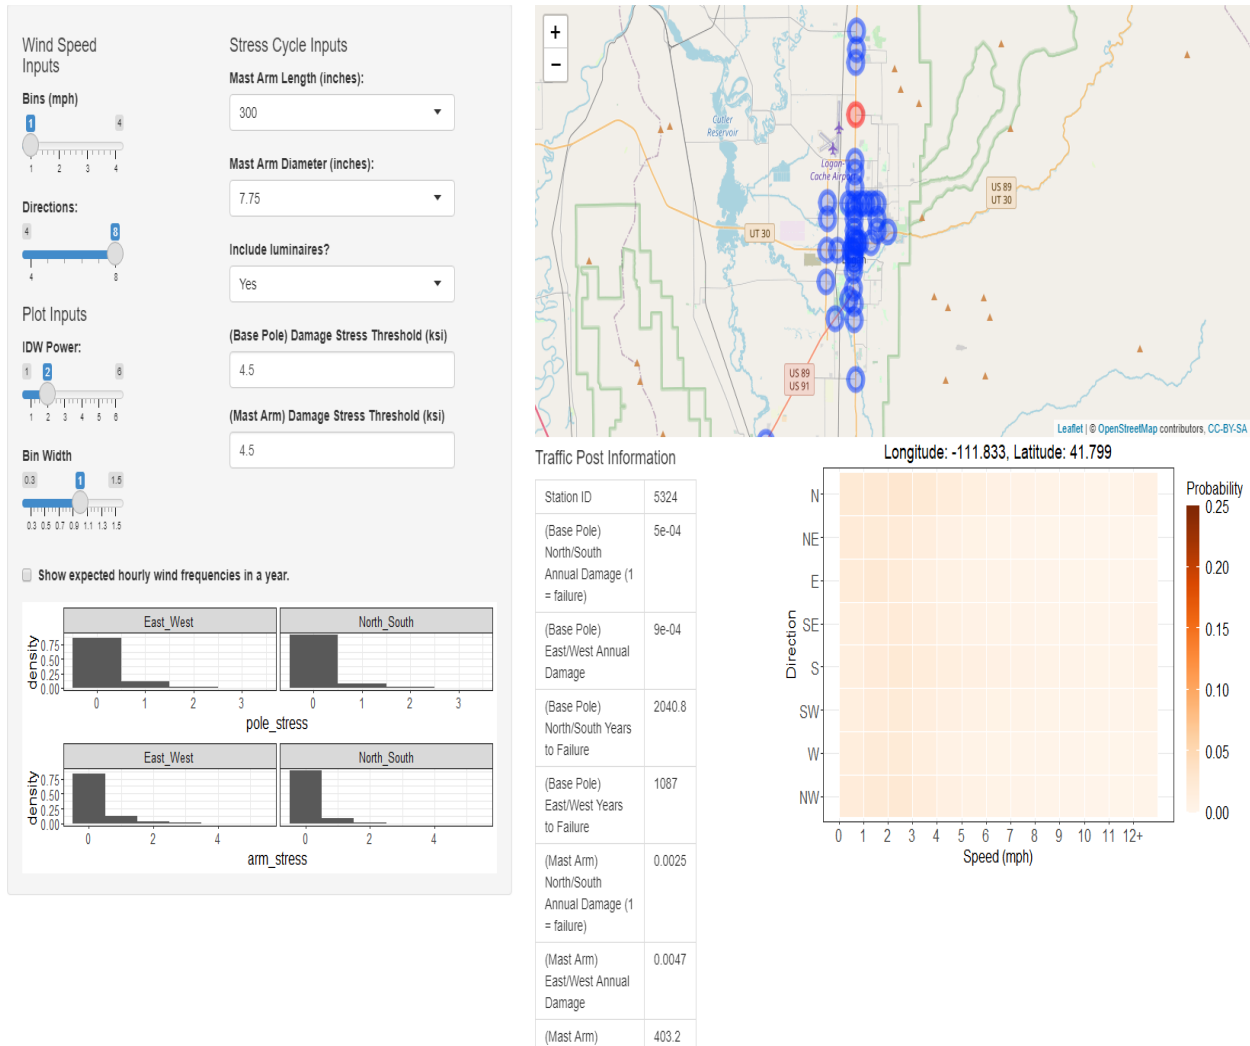 Wind Speed
Inputs
Bins (mph)
1
4
1 2 3 4
Directions:
4
8
4 8
Plot Inputs
IDW Power:
1
2
6
1 2 3 4 5 6
Bin Width
0.3
1
1.5
0.3 0.5 0.7 0.9 1.1 1.3 1.5
Stress Cycle Inputs
Mast Arm Length (inches):
300
Mast Arm Diameter (inches):
7.75
Include luminaires?
Yes
(Base Pole) Damage Stress Threshold (ksi)
4.5
(Mast Arm) Damage Stress Threshold (ksi)
4.5
Show expected hourly wind frequencies in a year.
East_West
North_South
density
0.75
0.50
0.25
0.00
0 1 2 3
0 1 2 3
pole_stress
East_West
North_South
density
0.75
0.50
0.25
0.00
0 2 4
0 2 4
arm_stress
+
−
Cutler
Reservoir
Logan-
Cache Airport
US 89
UT 30
UT 30
US 89
US 91
Leaflet | © OpenStreetMap contributors, CC-BY-SA
Traffic Post Information
Station ID 5324
(Base Pole) 5e-04
North/South
Annual Damage (1
= failure)
(Base Pole) 9e-04
East/West Annual
Damage
(Base Pole) 2040.8
North/South Years
to Failure
(Base Pole) 1087
East/West Years
to Failure
(Mast Arm) 0.0025
North/South
Annual Damage (1
= failure)
(Mast Arm) 0.0047
East/West Annual
Damage
(Mast Arm) 403.2
Longitude: -111.833, Latitude: 41.799
Direction
N
NE
E
SE
S
SW
W
NW
0 1 2 3 4 5 6 7 8 9 10 11 12+
Speed (mph)
Probability
0.25
0.20
0.15
0.10
0.05
0.00